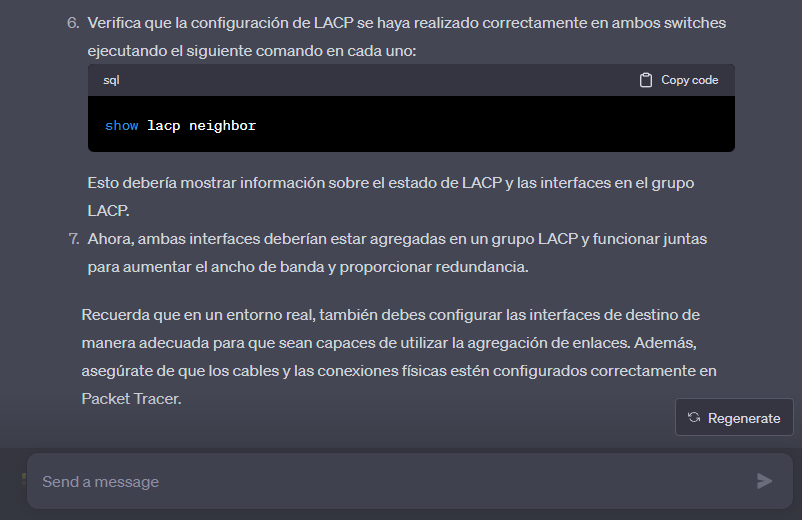 6. Verifica que la configuración de LACP se haya realizado correctamente en ambos switches
ejecutando el siguiente comando en cada uno:
sql Copy code
show lacp neighbor
Esto debería mostrar información sobre el estado de LACP y las interfaces en el grupo
LACP.
7. Ahora, ambas interfaces deberían estar agregadas en un grupo LACP y funcionar juntas
para aumentar el ancho de banda y proporcionar redundancia.
Recuerda que en un entorno real, también debes configurar las interfaces de destino de
manera adecuada para que sean capaces de utilizar la agregación de enlaces. Además,
asegúrate de que los cables y las conexiones físicas estén configurados correctamente en
Packet Tracer.
Regenerate
Send a message